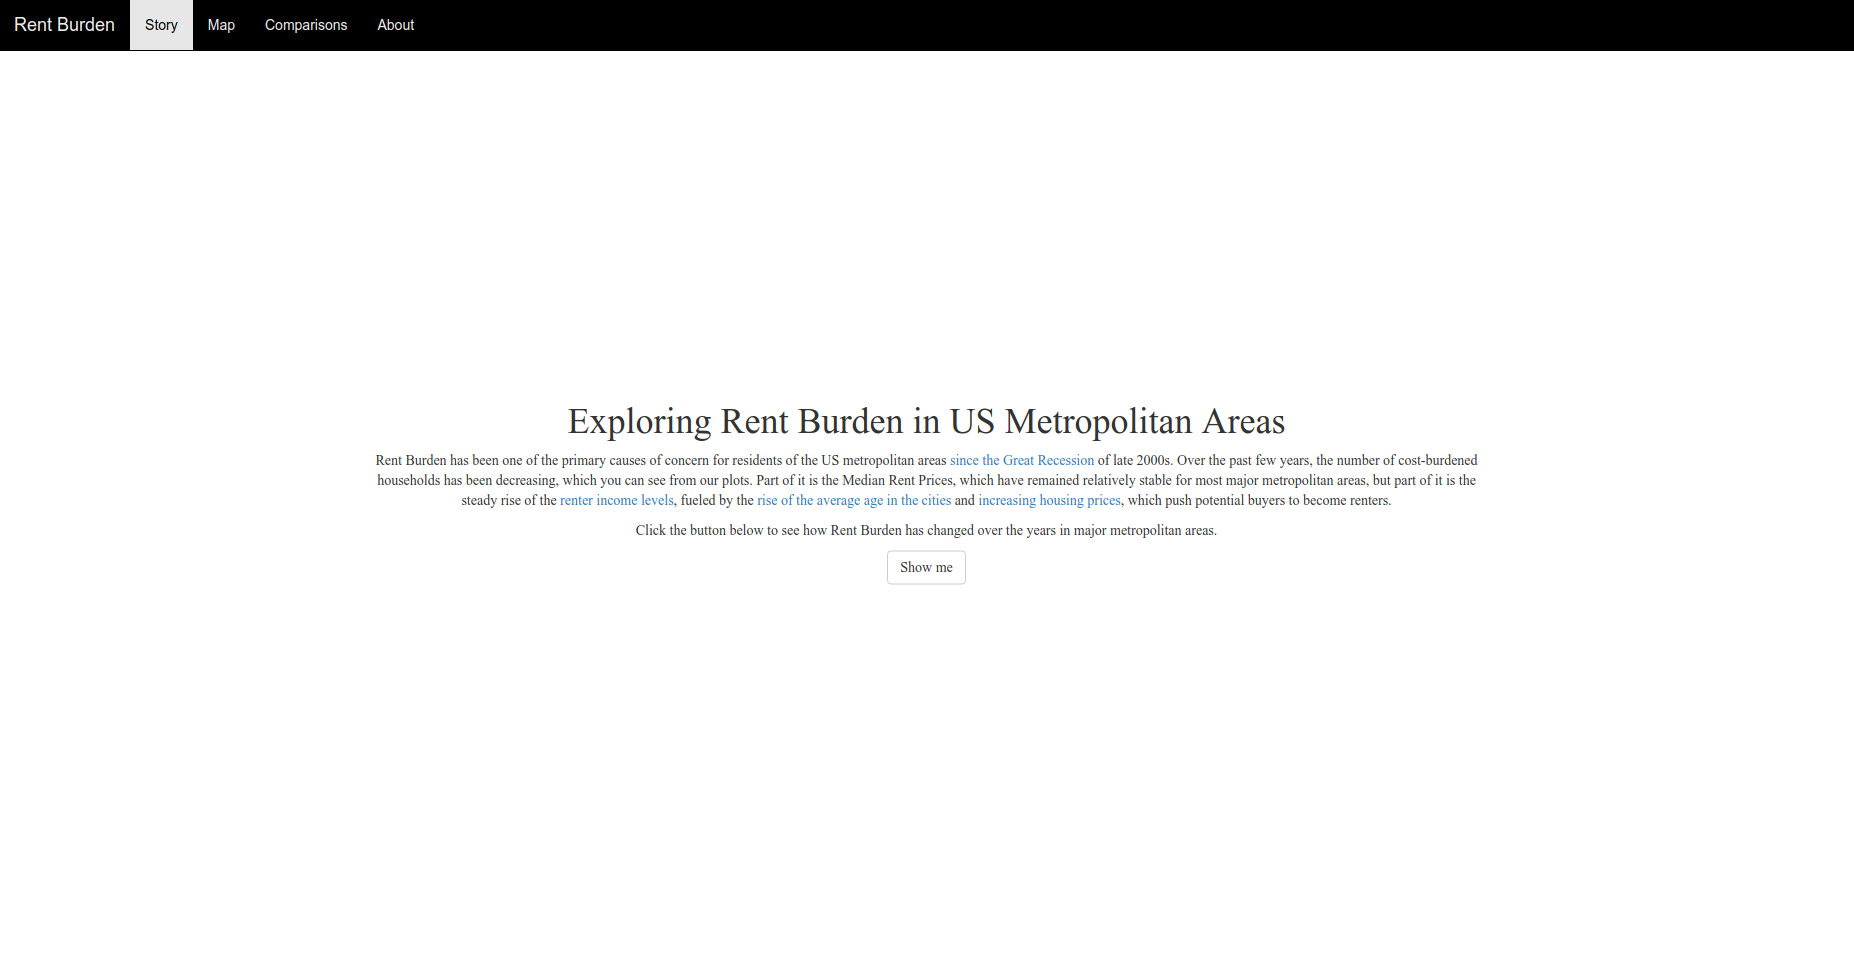 Rent Burden Story Map Comparisons About
Exploring Rent Burden in US Metropolitan Areas
Rent Burden has been one of the primary causes of concern for residents of the US metropolitan areas since the Great Recession of late 2000s. Over the past few years, the number of cost-burdened
households has been decreasing, which you can see from our plots. Part of it is the Median Rent Prices, which have remained relatively stable for most major metropolitan areas, but part of it is the
steady rise of the renter income levels, fueled by the rise of the average age in the cities and increasing housing prices, which push potential buyers to become renters.
Click the button below to see how Rent Burden has changed over the years in major metropolitan areas.
Show me